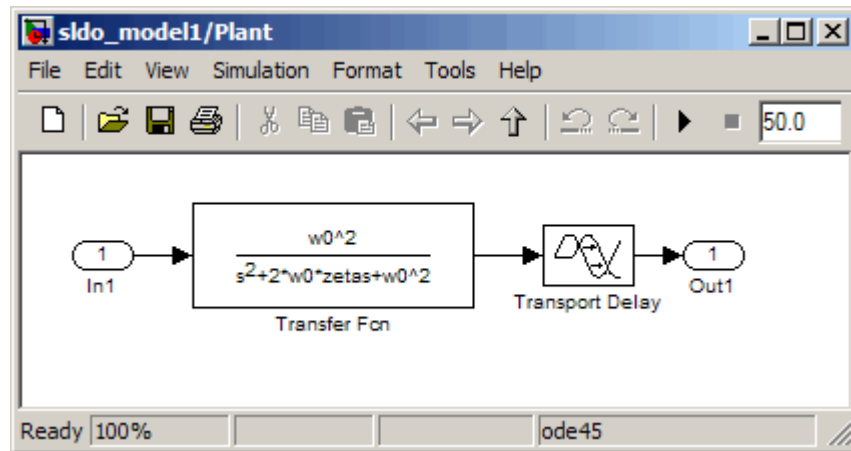 sldo_model1/Plant
File Edit View Simulation Format Tools Help
50.0
w0^2
s2+2*w0*zetas+w0^2
1
In1
Transfer Fcn
Transport Delay
1
Out1
Ready 100% ode45